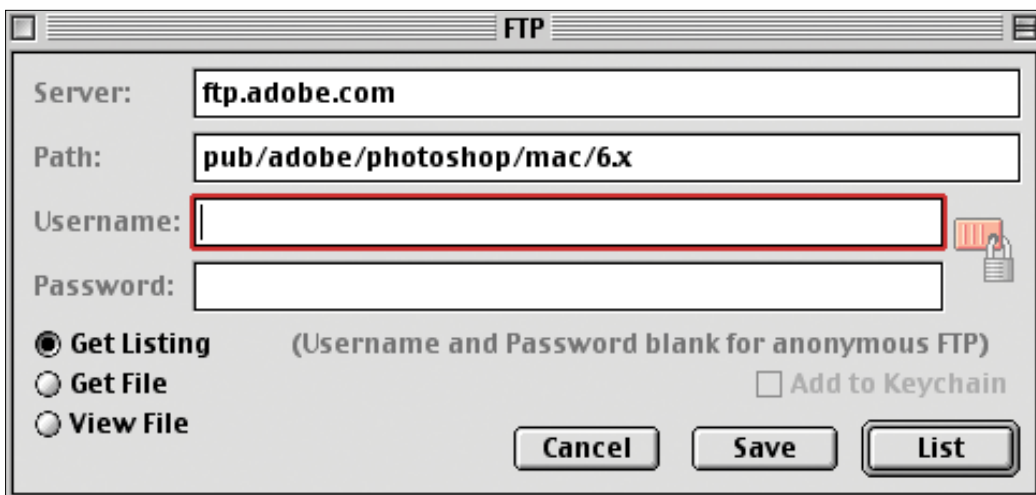 FTP
Server: ftp.adobe.com
Path: pub/adobe/photoshop/mac/6.x
Username:
Password:
Get Listing (Username and Password blank for anonymous FTP)
Get File Add to Keychain
View File
Cancel Save List